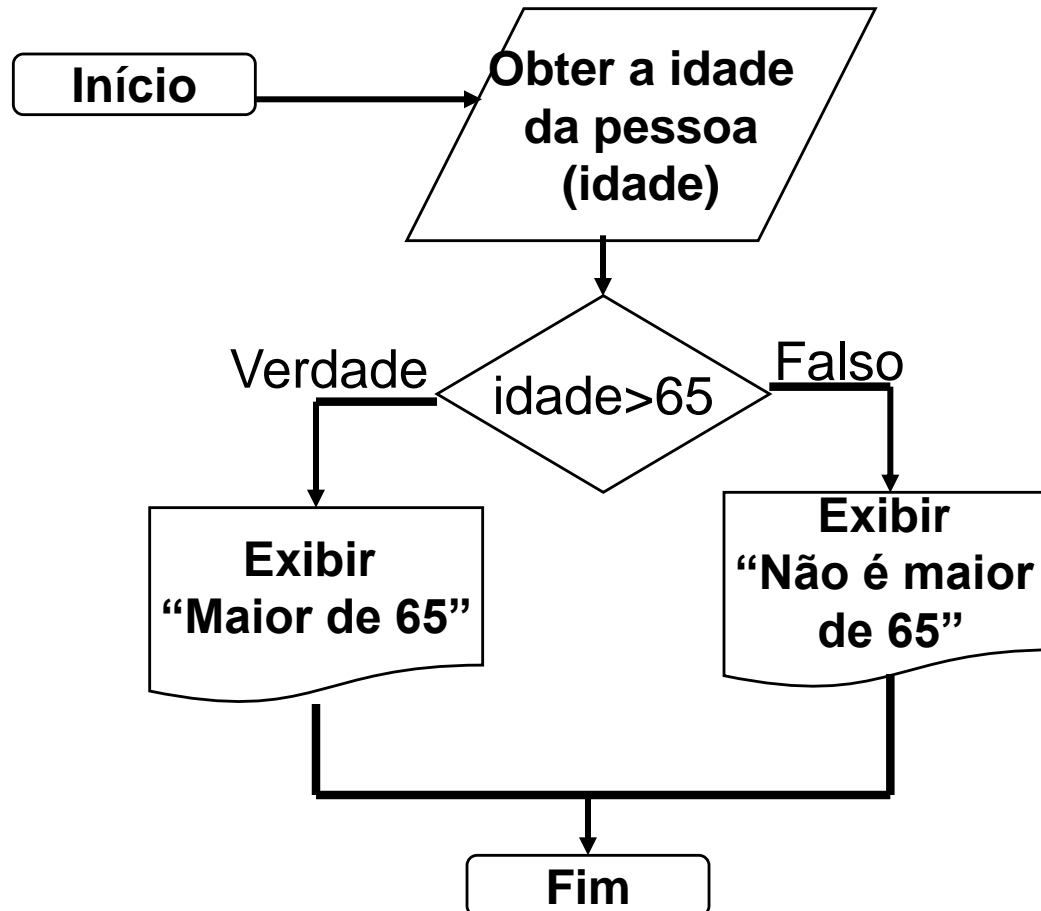 Início
Obter a idade
da pessoa
(idade)
Verdade
idade>65
Falso
Exibir
“Maior de 65”
Exibir
“Não é maior
de 65”
Fim